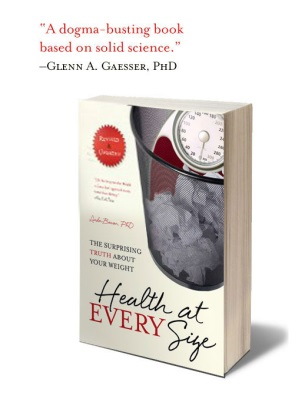 “A dogma-busting book
based on solid science.”
–Glenn A. Gaesser, PhD
Revised &
Updated
Linda Bacon, PhD
THE SURPRISING
TRUTH ABOUT
YOUR WEIGHT
Health at
EVERY
Size